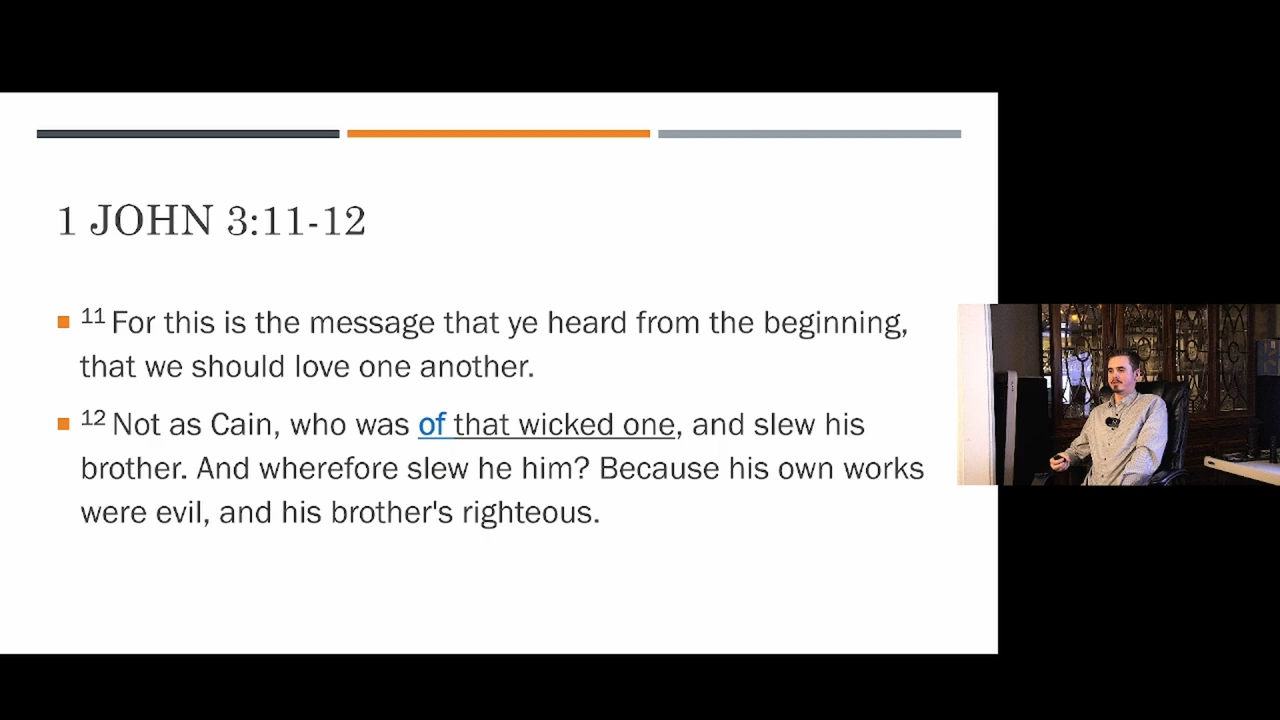 1 JOHN 3:11-12
11 For this is the message that ye heard from the beginning,
that we should love one another.
12 Not as Cain, who was of that wicked one, and slew his
brother. And wherefore slew he him? Because his own works
were evil, and his brother's righteous.